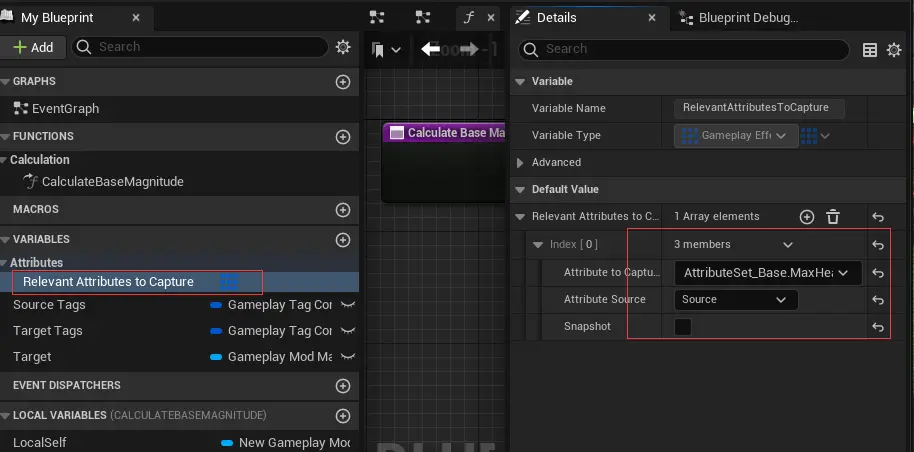 My Blueprint
Add
Search
GRAPHS
EventGraph
FUNCTIONS
Calculation
CalculateBaseMagnitude
MACROS
VARIABLES
Attributes
Relevant Attributes to Capture
Source Tags
Gameplay Tag Cor
Target Tags
Gameplay Tag Cor
Target
Gameplay Mod Ma
EVENT DISPATCHERS
LOCAL VARIABLES (CALCULATEBASEMAGNITUDE)
LocalSelf
New Gameplay Mod
f
Calculate Base Ma
Details
Blueprint Debug...
Search
Variable
Variable Name
RelevantAttributesToCapture
Variable Type
Gameplay Effe
Advanced
Default Value
Relevant Attributes to C...
1 Array elements
Index [ 0 ]
3 members
Attribute to Captu...
AttributeSet_Base.MaxHea
Attribute Source
Source
Snapshot